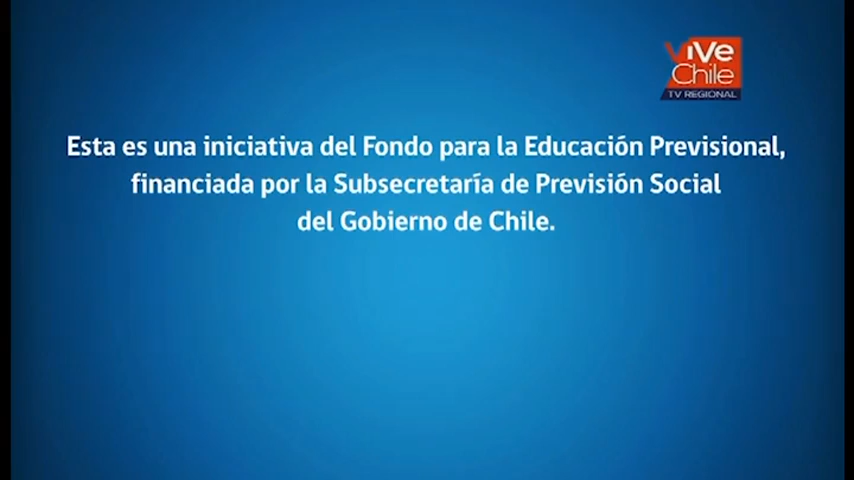 ViVe
Chile
TV REGIONAL
Esta es una iniciativa del Fondo para la Educación Previsional,
financiada por la Subsecretaría de Previsión Social
del Gobierno de Chile.